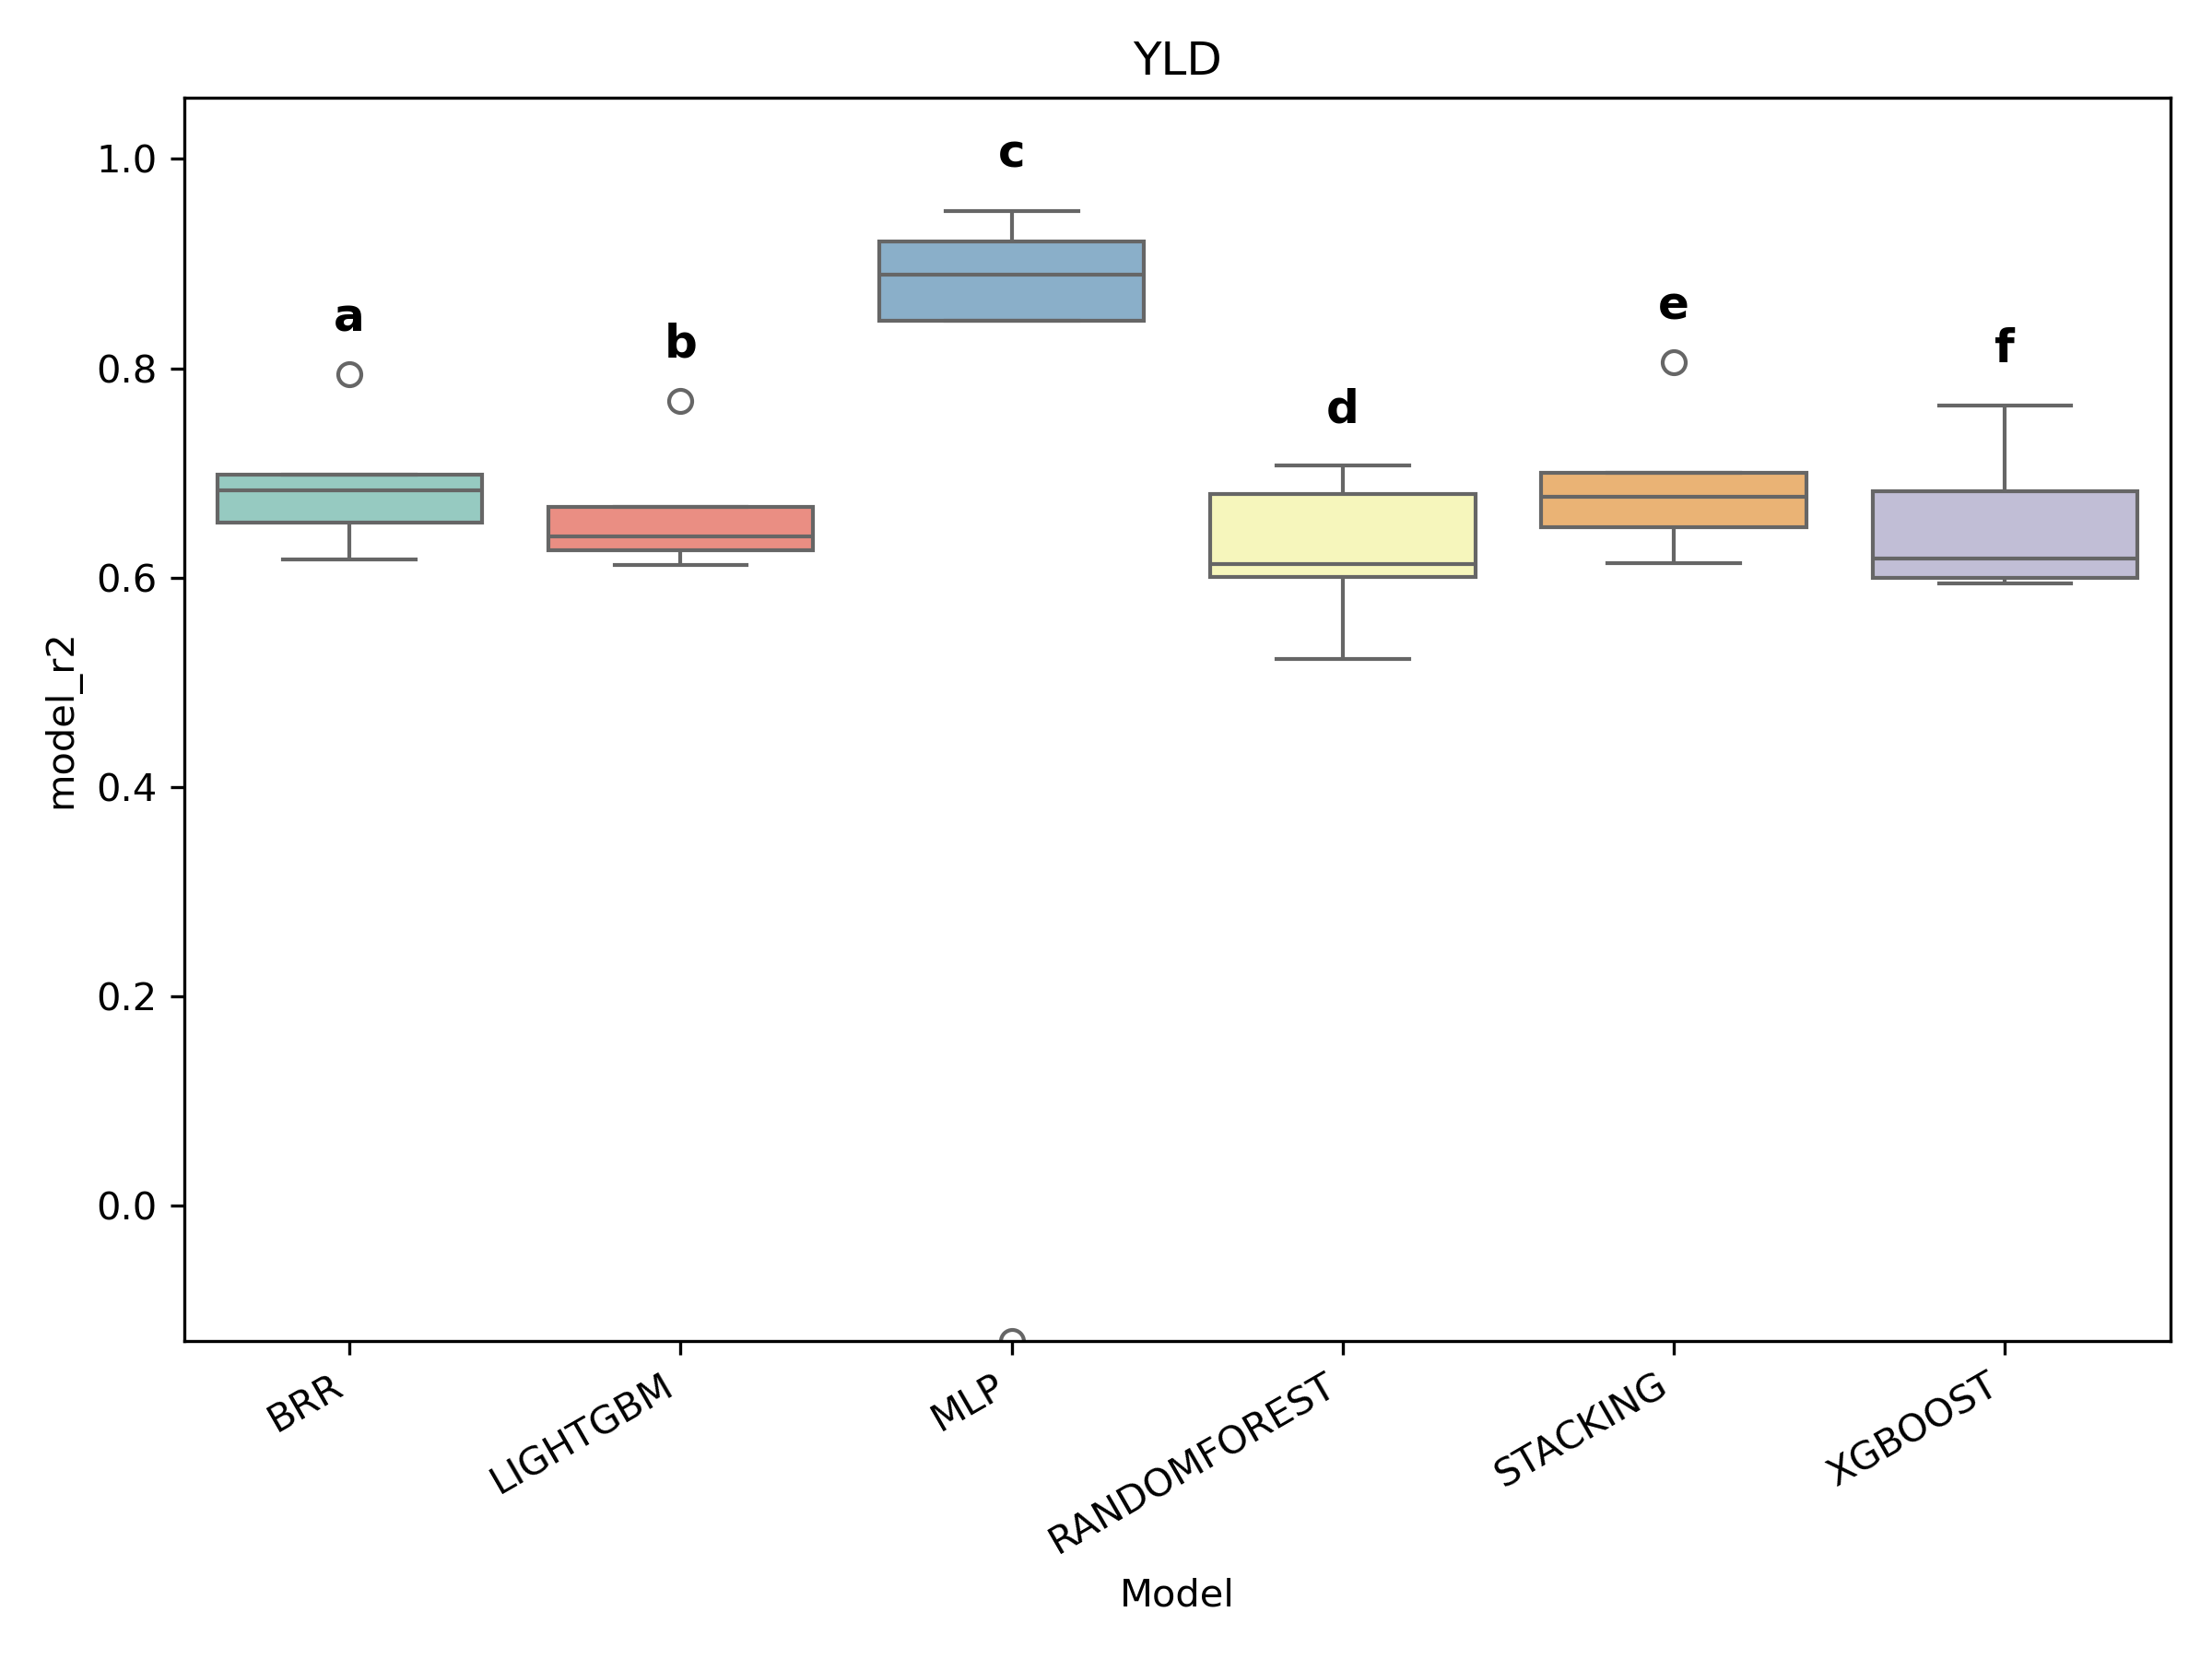 YLD
1.0
0.8
0.6
0.4
0.2
0.0
model_r2
a
b
c
d
e
f
BRR
LIGHTGBM
MLP
RANDOMFOREST
STACKING
XGBOOST
Model